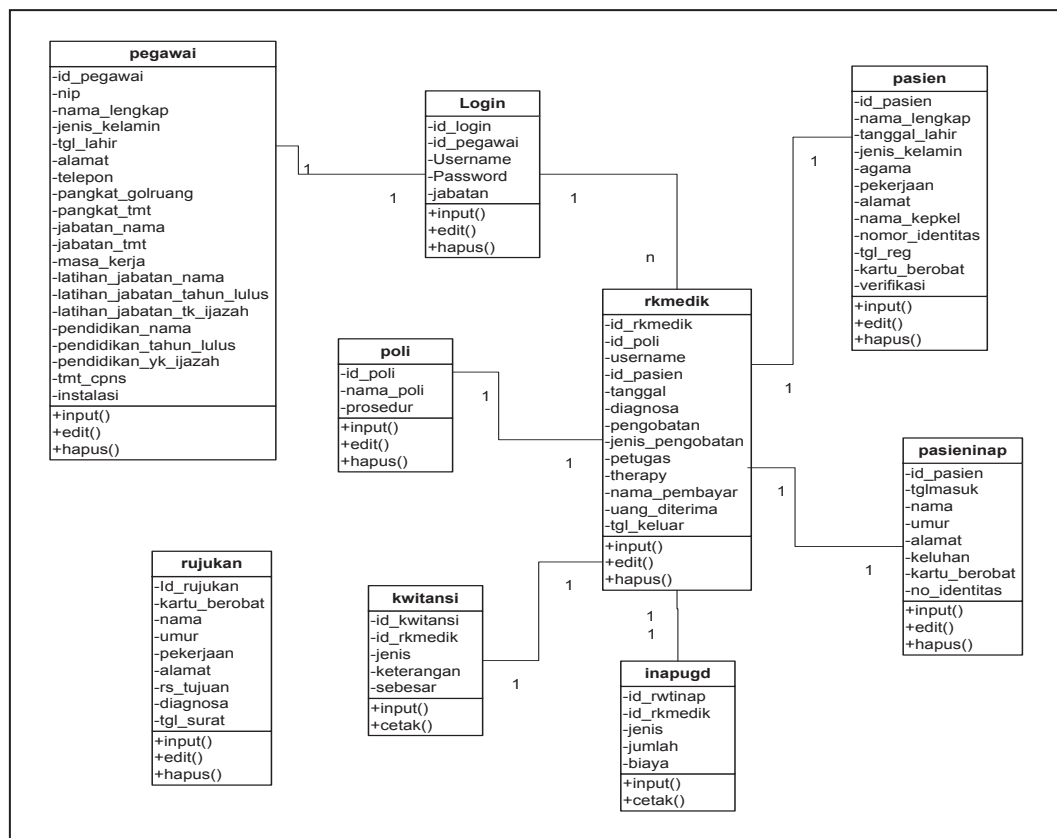 pegawai
-id_pegawai
-nip
-nama_lengkap
-jenis_kelamin
-tgl_lahir
-alamat
-telepon
-pangkat_golruang
-pangkat_tmt
-jabatan_nama
-jabatan_tmt
-masa_kerja
-latihan_jabatan_nama
-latihan_jabatan_tahun_lulus
-latihan_jabatan_tk_ijazah
-pendidikan_nama
-pendidikan_tahun_lulus
-pendidikan_yk_ijazah
-tmt_cpns
-instalasi
+input()
+edit()
+hapus()
1
1
Login
-id_login
-id_pegawai
-Username
-Password
-jabatan
+input()
+edit()
+hapus()
1
n
pasien
-id_pasien
-nama_lengkap
-tanggal_lahir
-jenis_kelamin
-agama
-pekerjaan
-alamat
-nama_kepkel
-nomor_identitas
-tgl_reg
-kartu_berobat
-verifikasi
+input()
+edit()
+hapus()
1
1
rkmedik
-id_rkmedik
-id_poli
-username
-id_pasien
-tanggal
-diagnosa
-pengobatan
-jenis_pengobatan
-petugas
-therapy
-nama_pembayar
-uang_diterima
-tgl_keluar
+input()
+edit()
+hapus()
poli
-id_poli
-nama_poli
-prosedur
+input()
+edit()
+hapus()
1
1
pasieninap
-id_pasien
-tglmasuk
-nama
-umur
-alamat
-keluhan
-kartu_berobat
-no_identitas
+input()
+edit()
+hapus()
1
1
rujukan
-Id_rujukan
-kartu_berobat
-nama
-umur
-pekerjaan
-alamat
-rs_tujuan
-diagnosa
-tgl_surat
+input()
+edit()
+hapus()
kwitansi
-id_kwitansi
-id_rkmedik
-jenis
-keterangan
-sebesar
+input()
+cetak()
1
1
1
1
inapugd
-id_rwtinap
-id_rkmedik
-jenis
-jumlah
-biaya
+input()
+cetak()